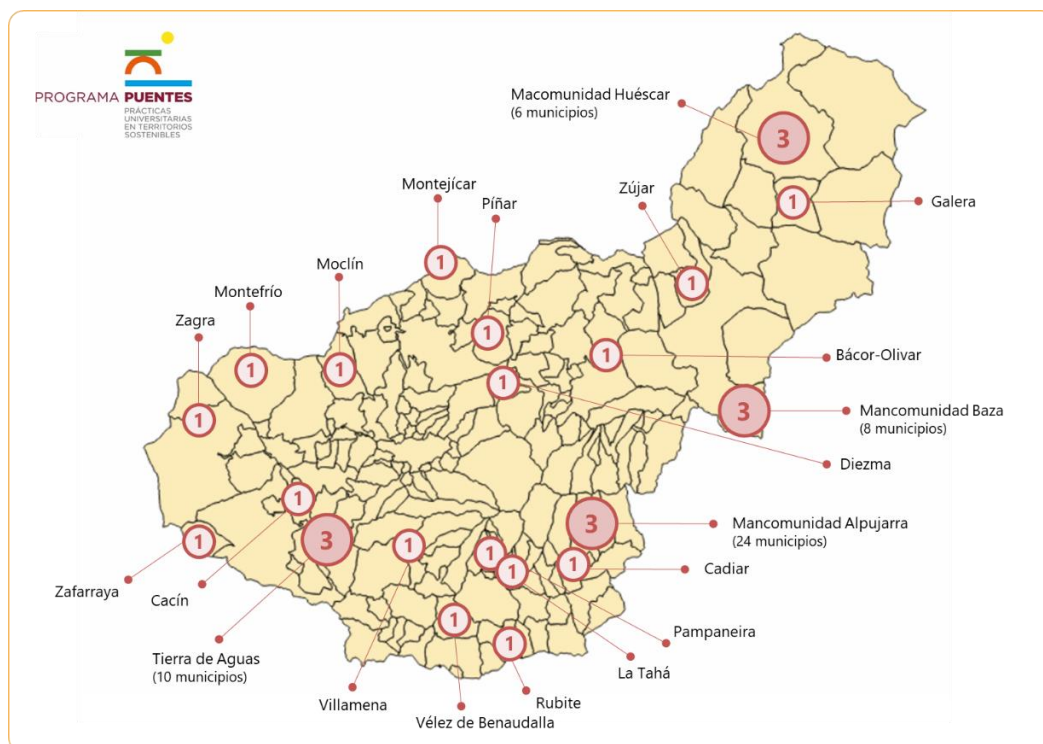 PROGRAMA PUENTES
PRÁCTICAS
UNIVERSITARIAS
EN TERRITORIOS
SOSTENIBLES
Macomunidad Huéscar
(6 municipios)
3
Montejícar
Zújar
1
Galera
Píñar
Moclín
1
1
Montefrío
Zagra
1
1
1
1
Bácor-Olivar
1
1
3
Mancomunidad Baza
(8 municipios)
Diezma
1
3
3
Mancomunidad Alpujarra
(24 municipios)
1
1
1
1
1
Cadiar
Zafarraya
Cacín
1
1
Pampaneira
Tierra de Aguas
(10 municipios)
La Tahá
Villamena
Rubite
Vélez de Benaudalla